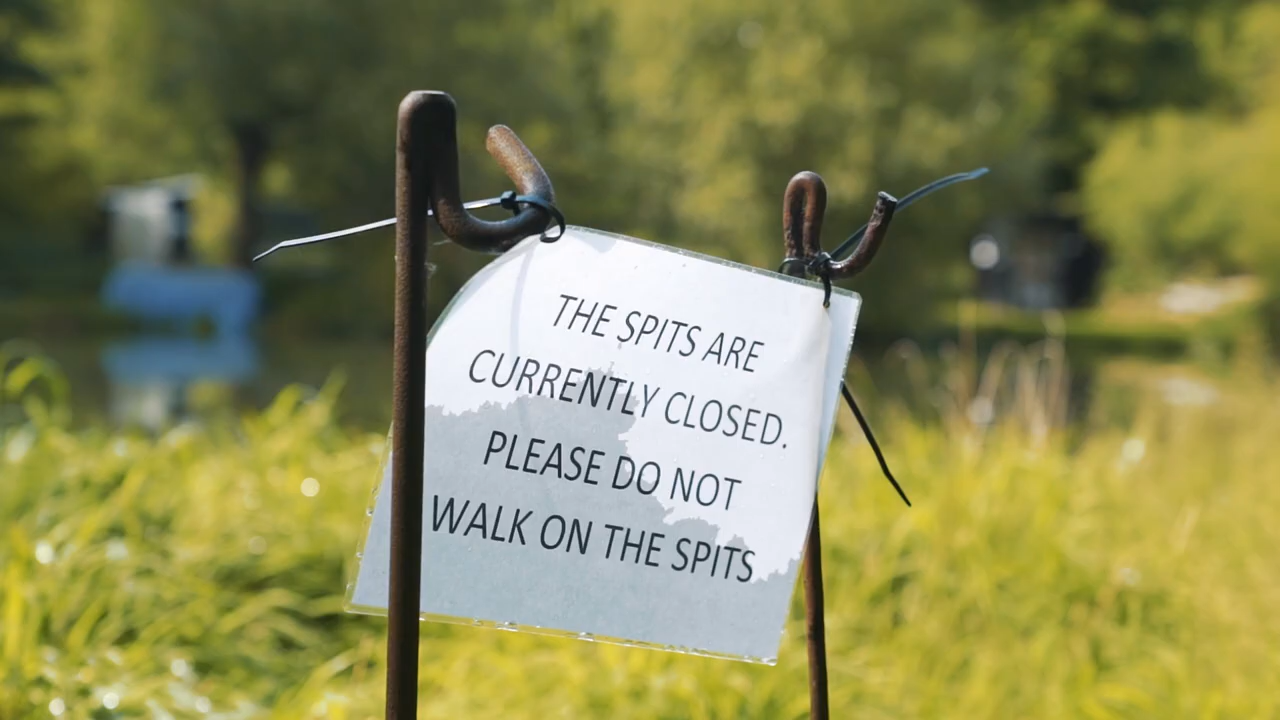 THE SPITS ARE
CURRENTLY CLOSED.
PLEASE DO NOT
WALK ON THE SPITS